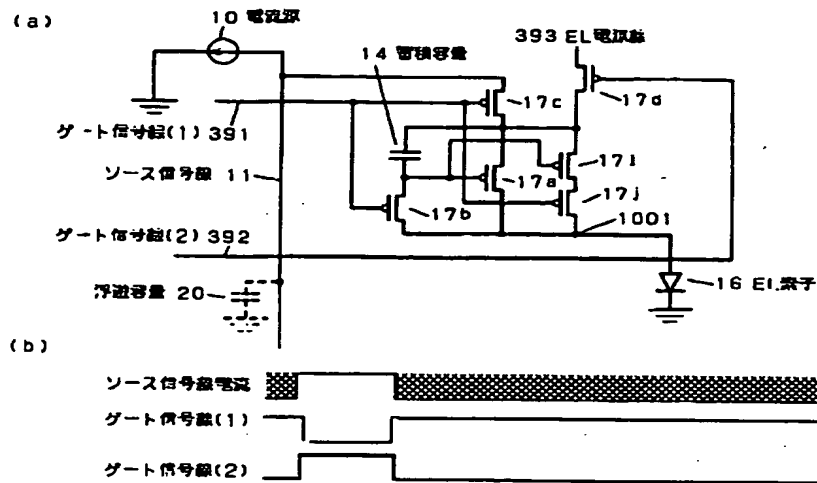 (a)
10 電流源
393 EL電源線
14 蓄積容量
17c
17d
ゲート信号線(1) 391
17i
ソース信号線 11
17a
17j
17b
1001
ゲート信号線(2) 392
16 EL素子
浮遊容量 20
(b)
ソース信号線電流
ゲート信号線(1)
ゲート信号線(2)